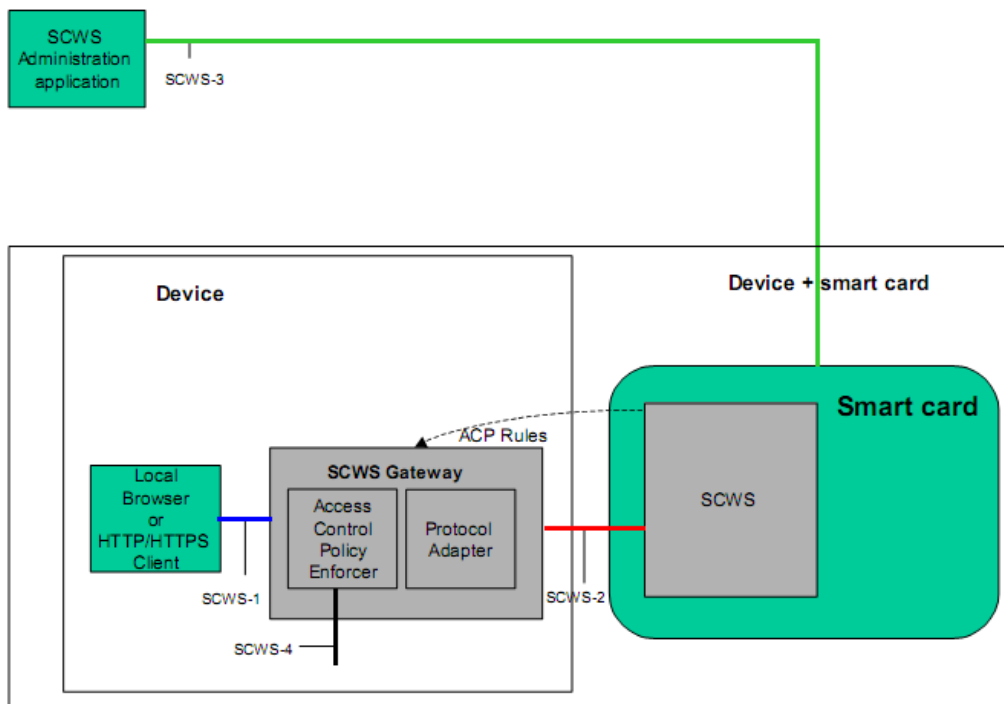 SCWS
Administration
application
SCWS-3
Device
Device + smart card
Smart card
ACP Rules
SCWS Gateway
Local
Browser
or
HTTP/HTTPS
Client
Access
Control
Policy
Enforcer
Protocol
Adapter
SCWS
SCWS-1
SCWS-2
SCWS-4